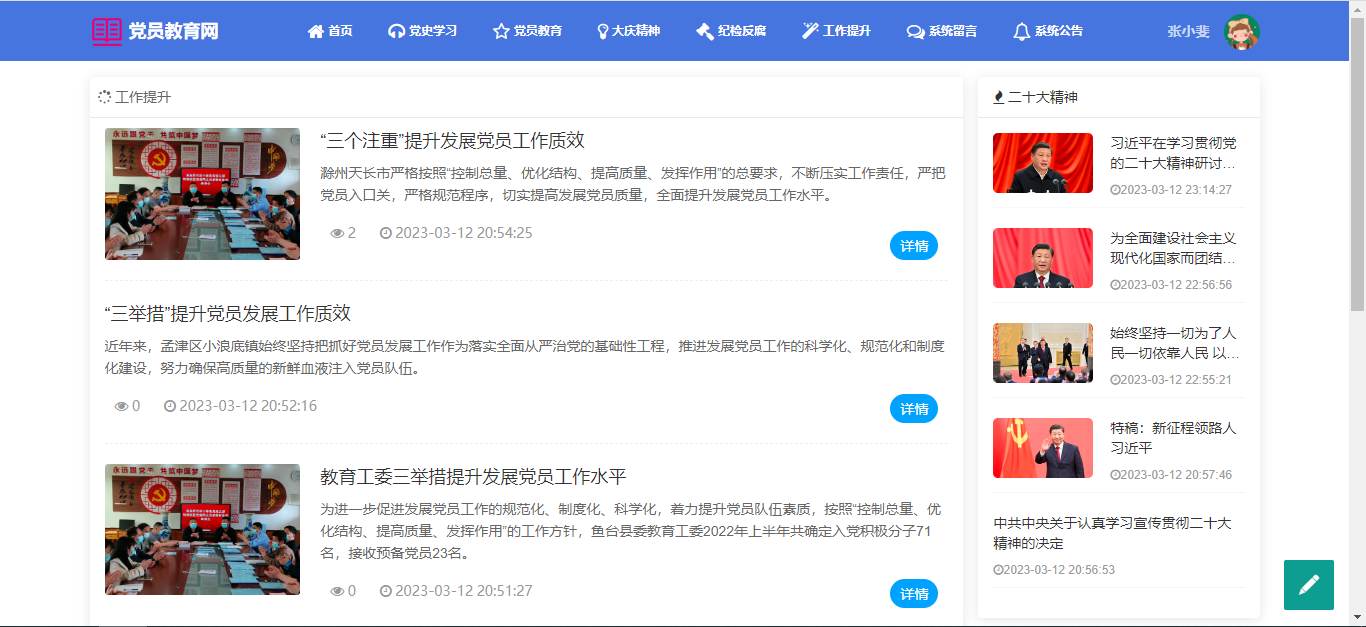 党员教育网
首页
党史学习
党员教育
大庆精神
纪检反腐
工作提升
系统留言
系统公告
张小斐
工作提升
永远跟党走 共筑中国梦
“三个注重”提升发展党员工作质效
滁州天长市严格按照“控制总量、优化结构、提高质量、发挥作用”的总要求，不断压实工作责任，严把
党员入口关，严格规范程序，切实提高发展党员质量，全面提升发展党员工作水平。
2
2023-03-12 20:54:25
详情
“三举措”提升党员发展工作质效
近年来，孟津区小浪底镇始终坚持把抓好党员发展工作作为落实全面从严治党的基础性工程，推进发展党员工作的科学化、规范化和制度
化建设，努力确保高质量的新鲜血液注入党员队伍。
0
2023-03-12 20:52:16
详情
永远跟党走 共筑中国梦
教育工委三举措提升发展党员工作水平
为进一步促进发展党员工作的规范化、制度化、科学化，着力提升党员队伍素质，按照“控制总量、优
化结构、提高质量、发挥作用”的工作方针，鱼台县委教育工委2022年上半年共确定入党积极分子71
名，接收预备党员23名。
0
2023-03-12 20:51:27
详情
二十大精神
习近平在学习贯彻党
的二十大精神研讨...
2023-03-12 23:14:27
为全面建设社会主义
现代化国家而团结...
2023-03-12 22:56:56
始终坚持一切为了人
民一切依靠人民 以...
2023-03-12 22:55:21
特稿：新征程领路人
习近平
2023-03-12 20:57:46
中共中央关于认真学习宣传贯彻二十大
精神的决定
2023-03-12 20:56:53